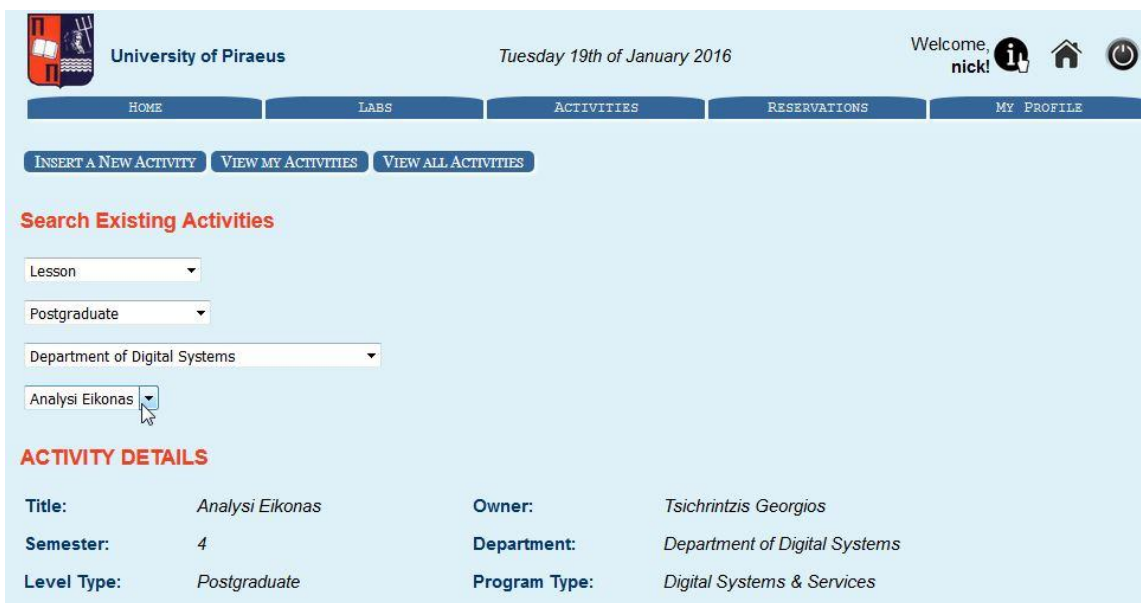 University of Piraeus
Tuesday 19th of January 2016
Welcome,
nick!
HOME LABS ACTIVITIES RESERVATIONS MY PROFILE
INSERT A NEW ACTIVITY VIEW MY ACTIVITIES VIEW ALL ACTIVITIES
Search Existing Activities
Lesson
Postgraduate
Department of Digital Systems
Analysi Eikonas
ACTIVITY DETAILS
Title: Analysi Eikonas Owner: Tsichrintzis Georgios
Semester: 4 Department: Department of Digital Systems
Level Type: Postgraduate Program Type: Digital Systems & Services